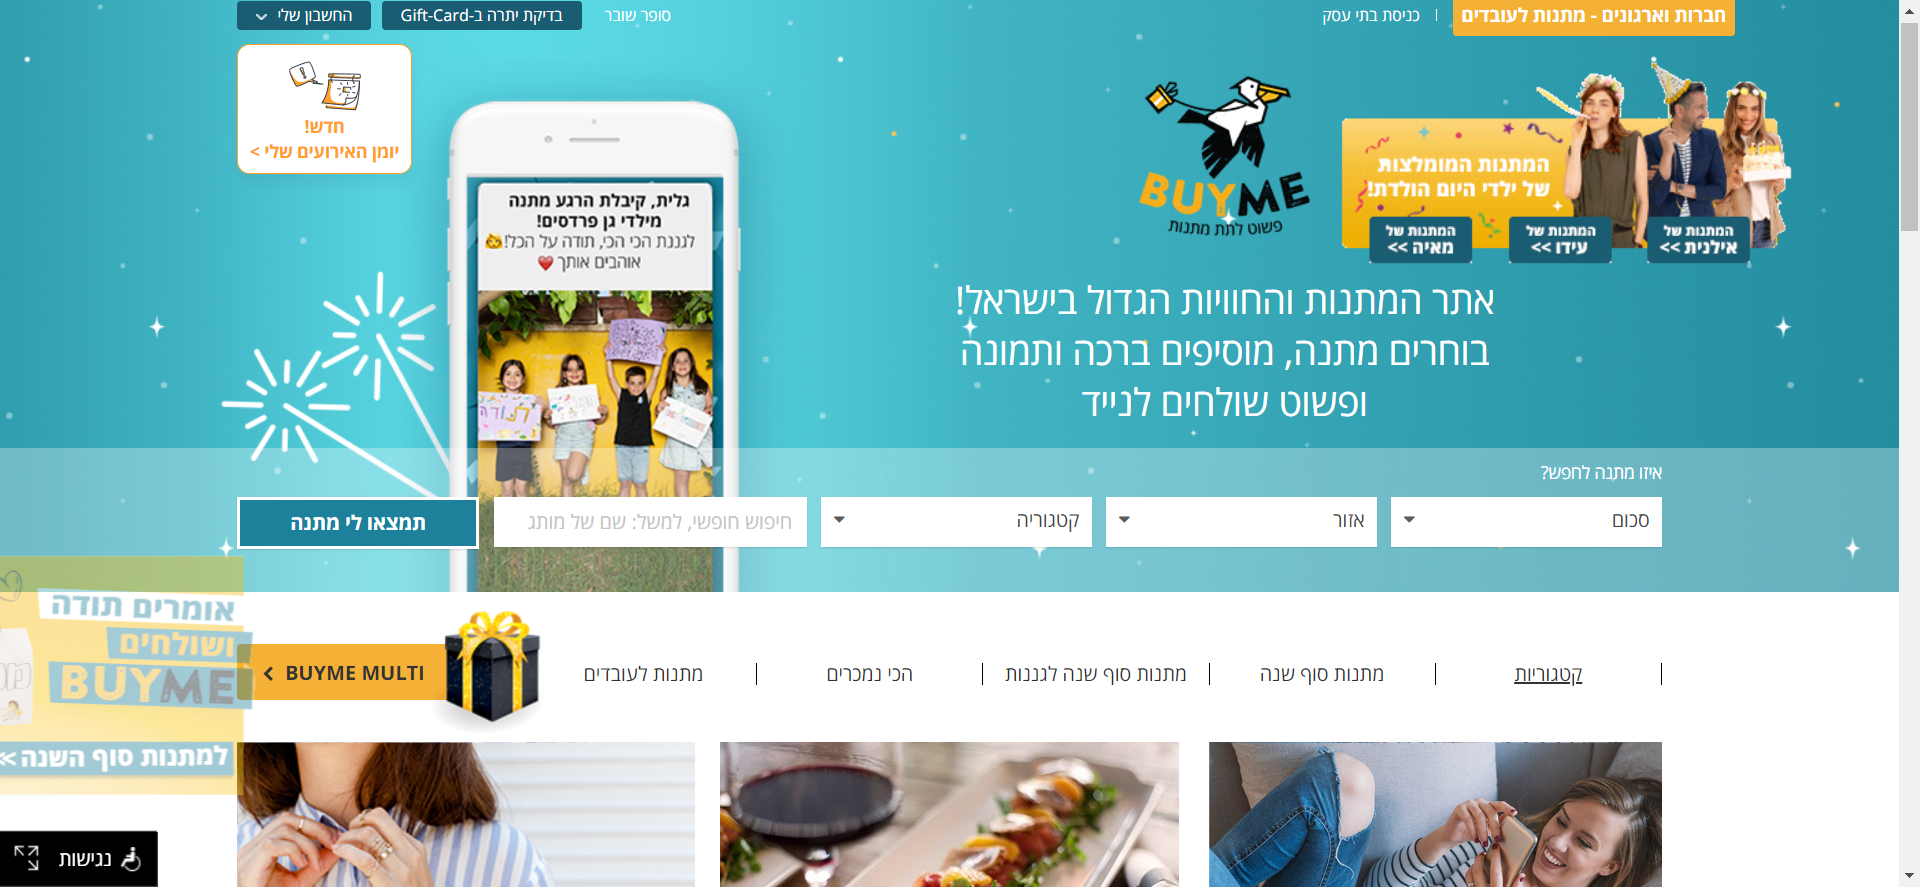 חברות וארגונים - מתנות לעובדים
כניסת בתי עסק
סופר שובר
בדיקת יתרה ב-Gift-Card
החשבון שלי
חדש!
יומן האירועים שלי >
המתנות המומלצות
של ילדי היום הולדת!
המתנות של
אילנית >>
המתנות של
עידו >>
המתנות של
מאיה >>
BUYME
פשוט לתת מתנות
גלית, קיבלת הרגע מתנה
מילדי גן פרדסים!
לגננת הכי הכי, תודה על הכל!
אוהבים אותך
תודה
אתר המתנות והחוויות הגדול בישראל!
בוחרים מתנה, מוסיפים ברכה ותמונה
ופשוט שולחים לנייד
איזו מתנה לחפש?
סכום
אזור
קטגוריה
חיפוש חופשי, למשל: שם של מותג
תמצאו לי מתנה
קטגוריות
מתנות סוף שנה
מתנות סוף שנה לגננות
הכי נמכרים
מתנות לעובדים
BUYME MULTI
אומרים תודה
ושולחים
BUYME
למתנות סוף השנה>>
נגישות